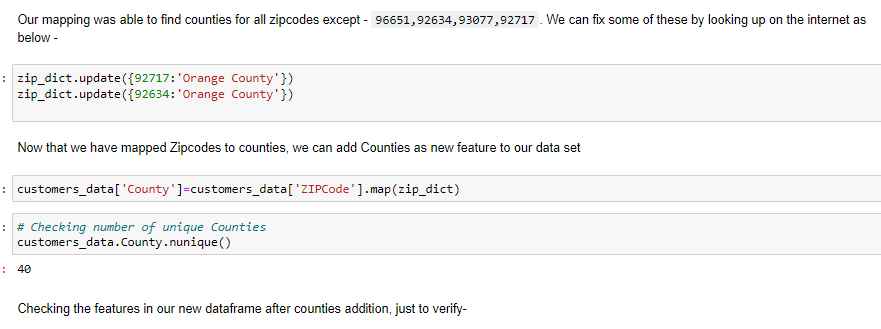 Our mapping was able to find counties for all zipcodes except - 96651,92634,93077,92717 . We can fix some of these by looking up on the internet as
below -
: zip_dict.update({92717:'Orange County'})
zip_dict.update({92634:'Orange County'})
Now that we have mapped Zipcodes to counties, we can add Counties as new feature to our data set
: customers_data['County']=customers_data['ZIPCode'].map(zip_dict)
: # Checking number of unique Counties
customers_data.County.nunique()
: 40
Checking the features in our new dataframe after counties addition, just to verify-